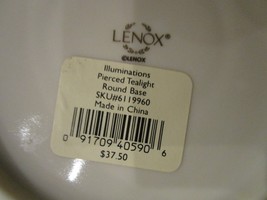 LENOX®
©LENOX
Illuminations
Pierced Tealight
Round Base
SKU#6119960
Made in China
0 91709 40590 6
$37.50